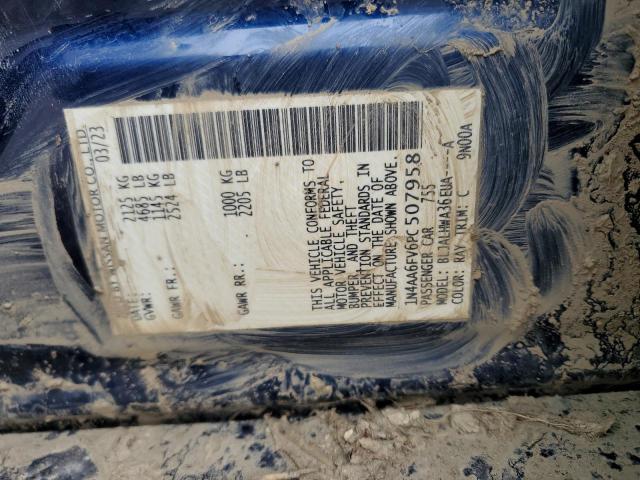 NISSAN MOTOR CO., LTD.
DATE: 03/23
GVWR: 2125 KG
4685 LB
GAWR FR.: 1145 KG
2524 LB
GAWR RR.: 1000 KG
2205 LB
THIS VEHICLE CONFORMS TO
ALL APPLICABLE FEDERAL
MOTOR VEHICLE SAFETY,
BUMPER, AND THEFT
PREVENTION STANDARDS IN
EFFECT ON THE DATE OF
MANUFACTURE SHOWN ABOVE.
1N4AA6FV6PC507958
PASSENGER CAR 755
MODEL: BLJALHWA36EUA----A
COLOR: RAY TRIM: C 9N00A